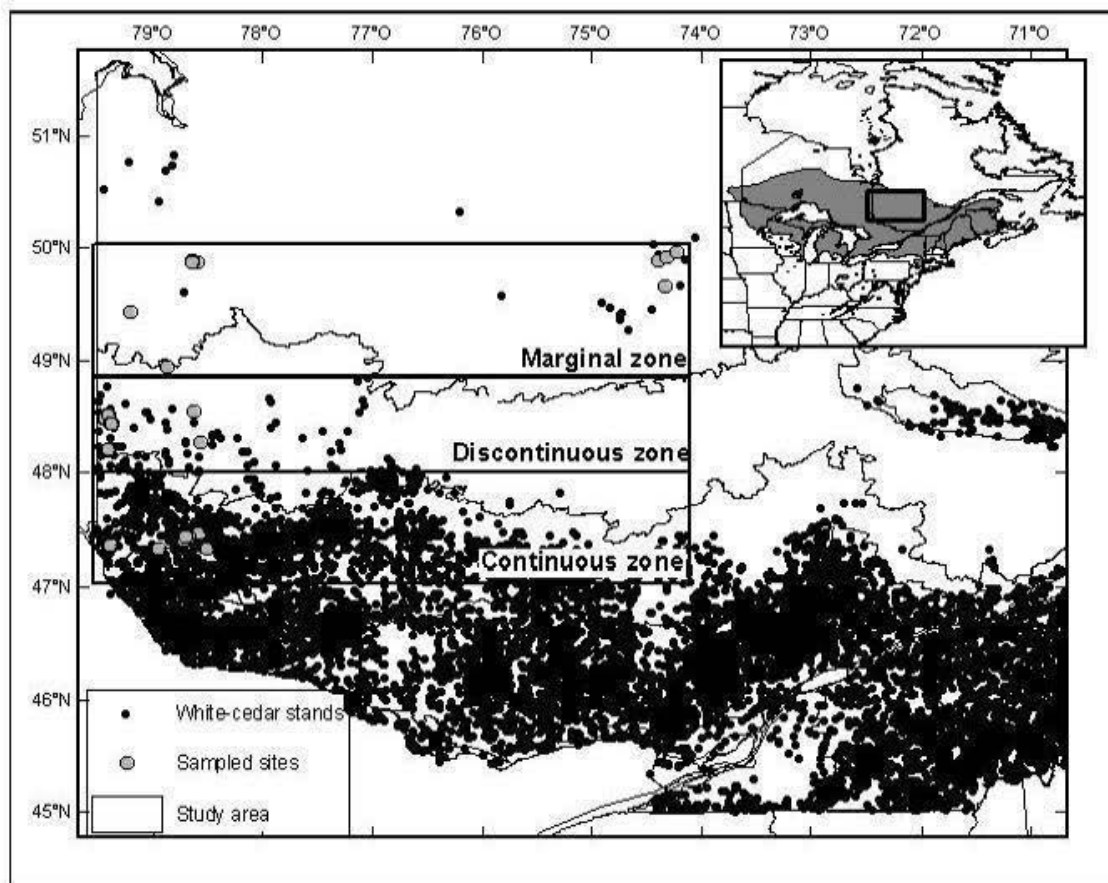 79°O 78°O 77°O 76°O 75°O 74°O 73°O 72°O 71°O
51°N
50°N
49°N
Marginal zone
Discontinuous zone
48°N
Continuous zone
47°N
46°N
White-cedar stands
Sampled sites
Study area
45°N